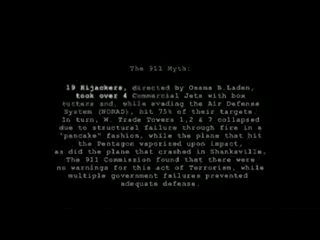 The 911 Myth:
19 Hijackers, directed by Osama B.Laden,
took over 4 Commercial Jets with box
cutters and, while evading the Air Defense
System (NORAD), hit 75% of their targets.
In turn, W. Trade Towers 1,2 & 7 collapsed
due to structural failure through fire in a
"pancake" fashion, while the plane that hit
the Pentagon vaporized upon impact,
as did the plane that crashed in Shanksville.
The 911 Commission found that there were
no warnings for this act of Terrorism, while
multiple government failures prevented
adequate defense.